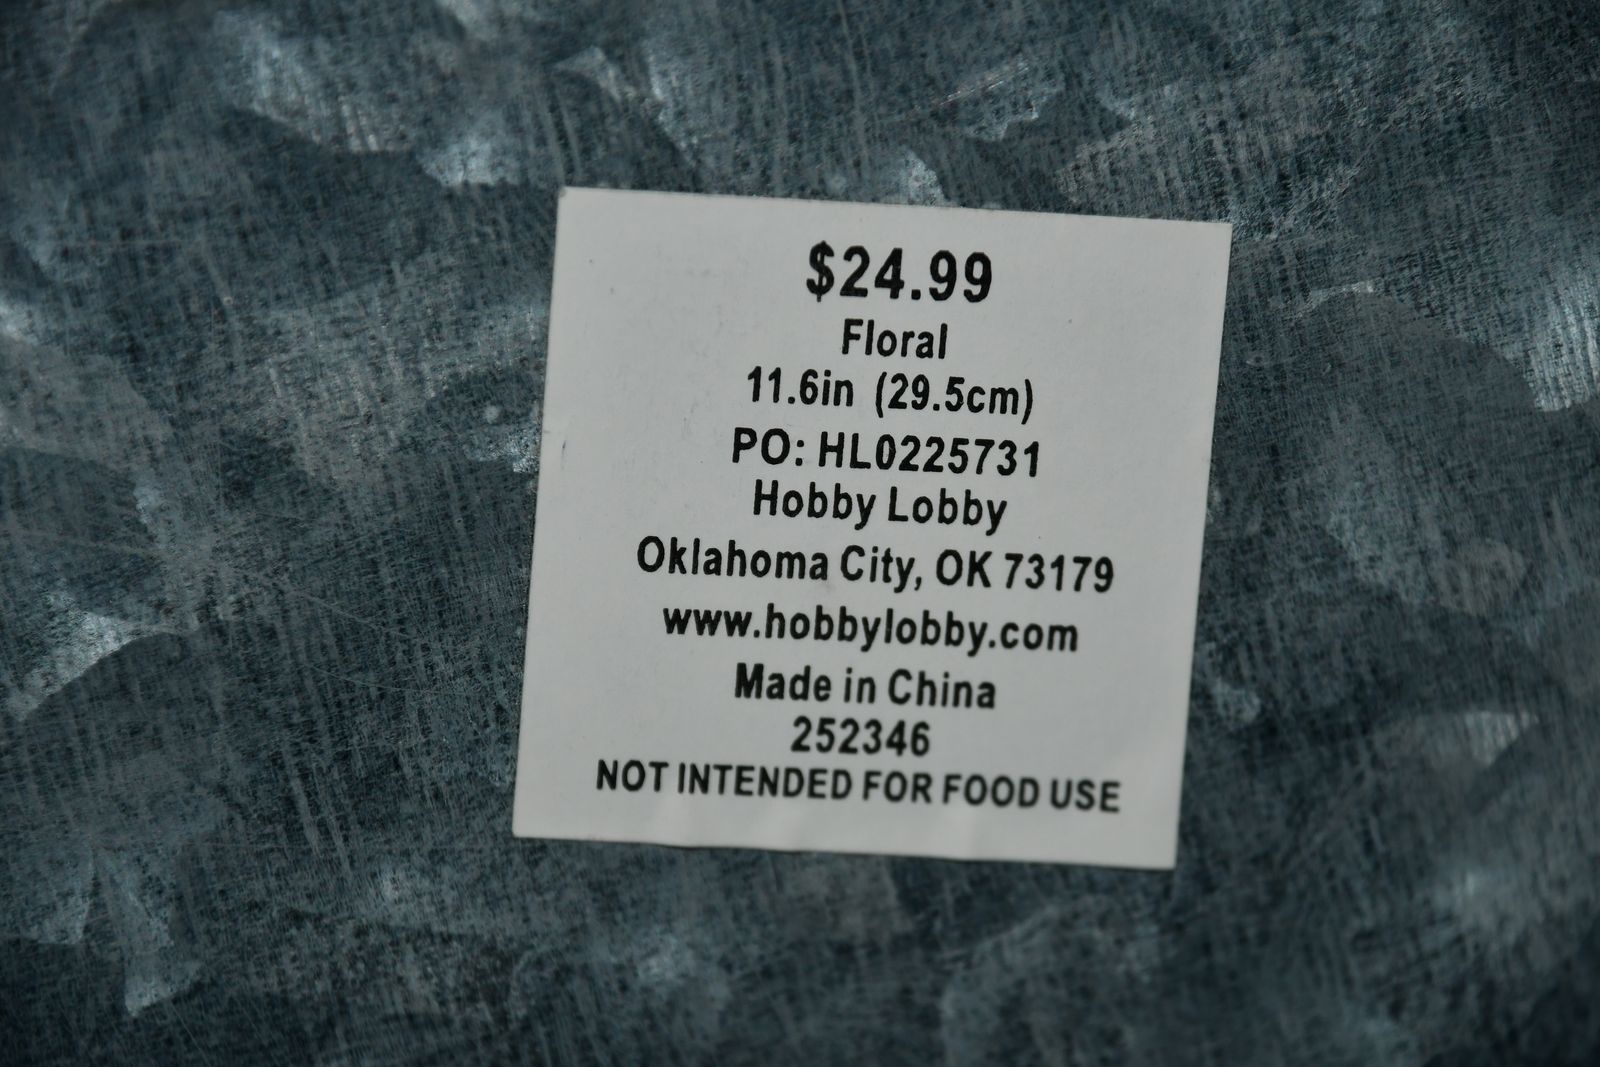 $24.99
Floral
11.6in (29.5cm)
PO: HL0225731
Hobby Lobby
Oklahoma City, OK 73179
www.hobbylobby.com
Made in China
252346
NOT INTENDED FOR FOOD USE